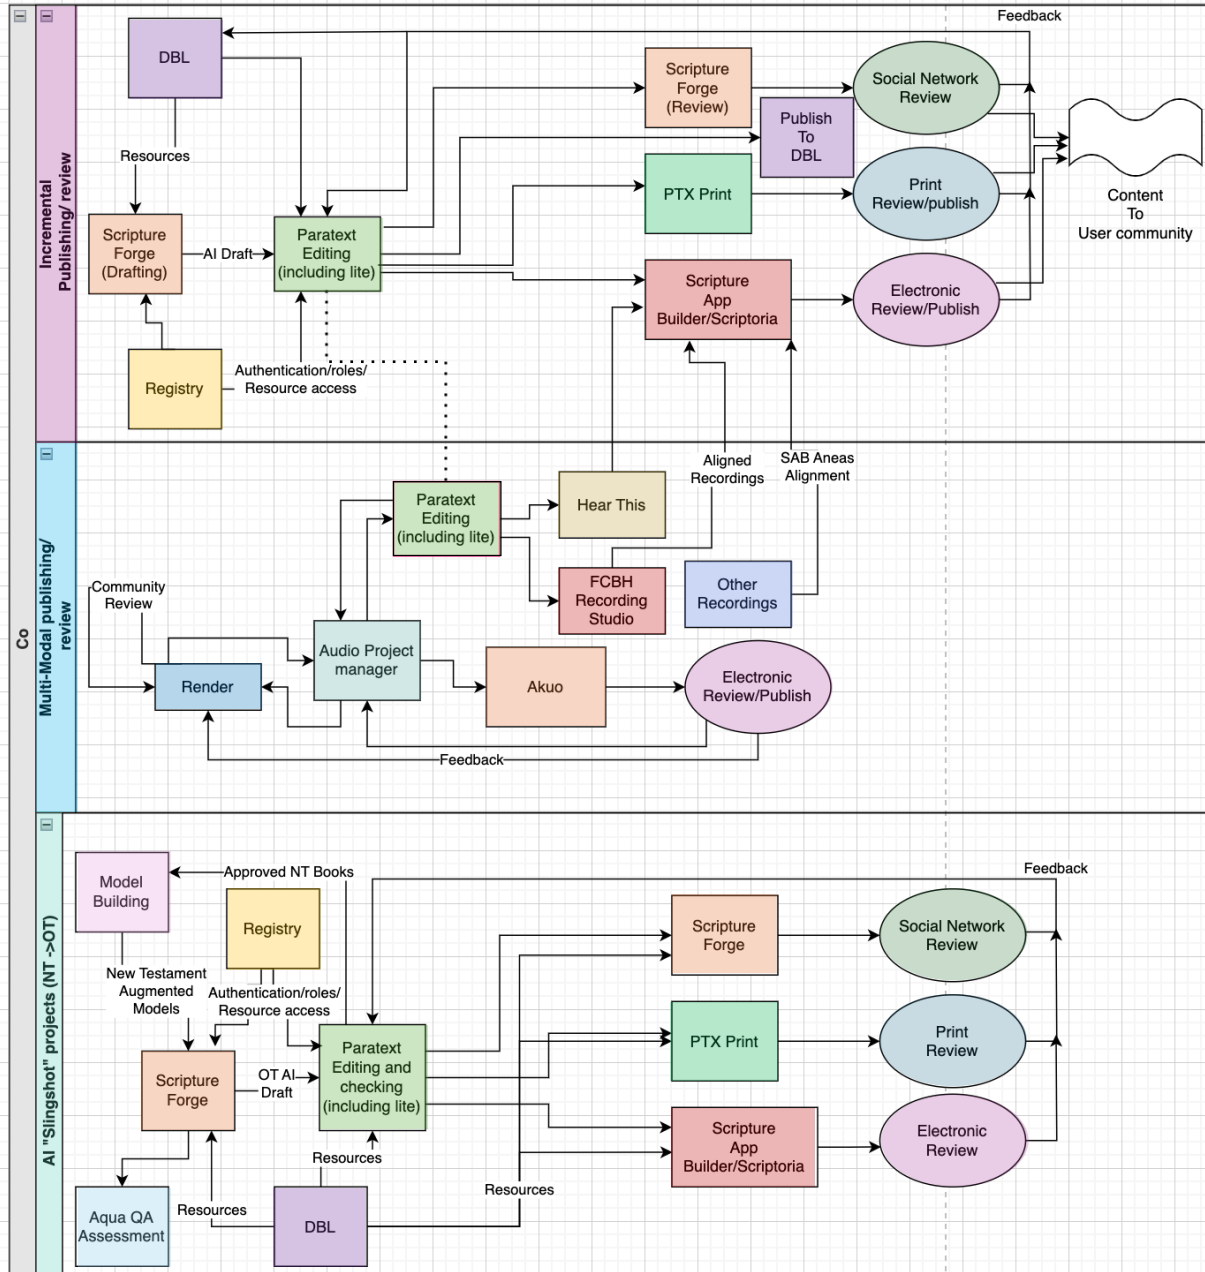 Co
Incremental
Publishing/ review
Feedback
DBL
Resources
Scripture
Forge
(Drafting)
AI Draft
Paratext
Editing
(including lite)
Registry
Authentication/roles/
Resource access
Scripture
Forge
(Review)
Publish
To
DBL
PTX Print
Scripture
App
Builder/Scriptoria
Social Network
Review
Print
Review/publish
Electronic
Review/Publish
Content
To
User community
Multi-Modal publishing/
review
Community
Review
Render
Audio Project
manager
Paratext
Editing
(including lite)
Hear This
FCBH
Recording
Studio
Aligned
Recordings
SAB Aneas
Alignment
Other
Recordings
Akuo
Electronic
Review/Publish
Feedback
AI "Slingshot" projects (NT ->OT)
Model
Building
Approved NT Books
Registry
New Testament
Augmented
Models
Authentication/roles/
Resource access
Scripture
Forge
OT AI
Draft
Paratext
Editing and
checking
(including lite)
Aqua QA
Assessment
Resources
DBL
Resources
Resources
Scripture
Forge
PTX Print
Scripture
App
Builder/Scriptoria
Feedback
Social Network
Review
Print
Review
Electronic
Review